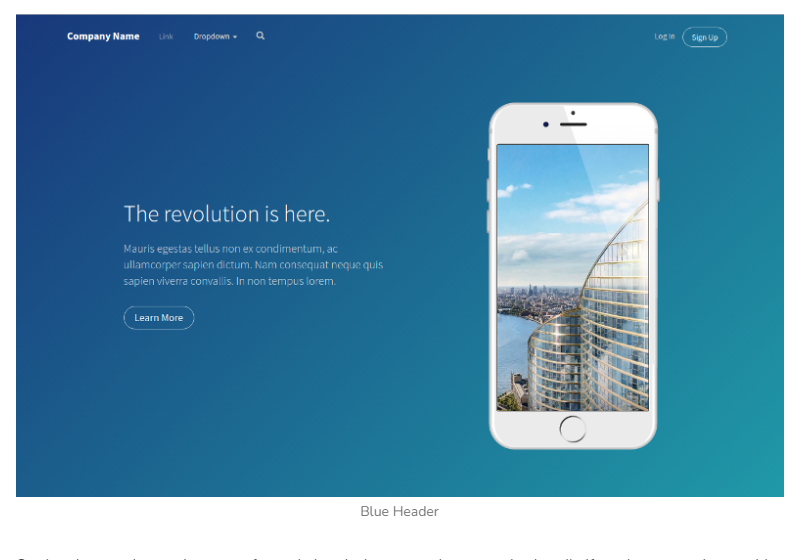 Company Name Link Dropdown Log In Sign Up
The revolution is here.
Mauris egestas tellus non ex condimentum, ac
ullamcorper sapien dictum. Nam consequat neque quis
sapien viverra convallis. In non tempus lorem.
Learn More
Blue Header